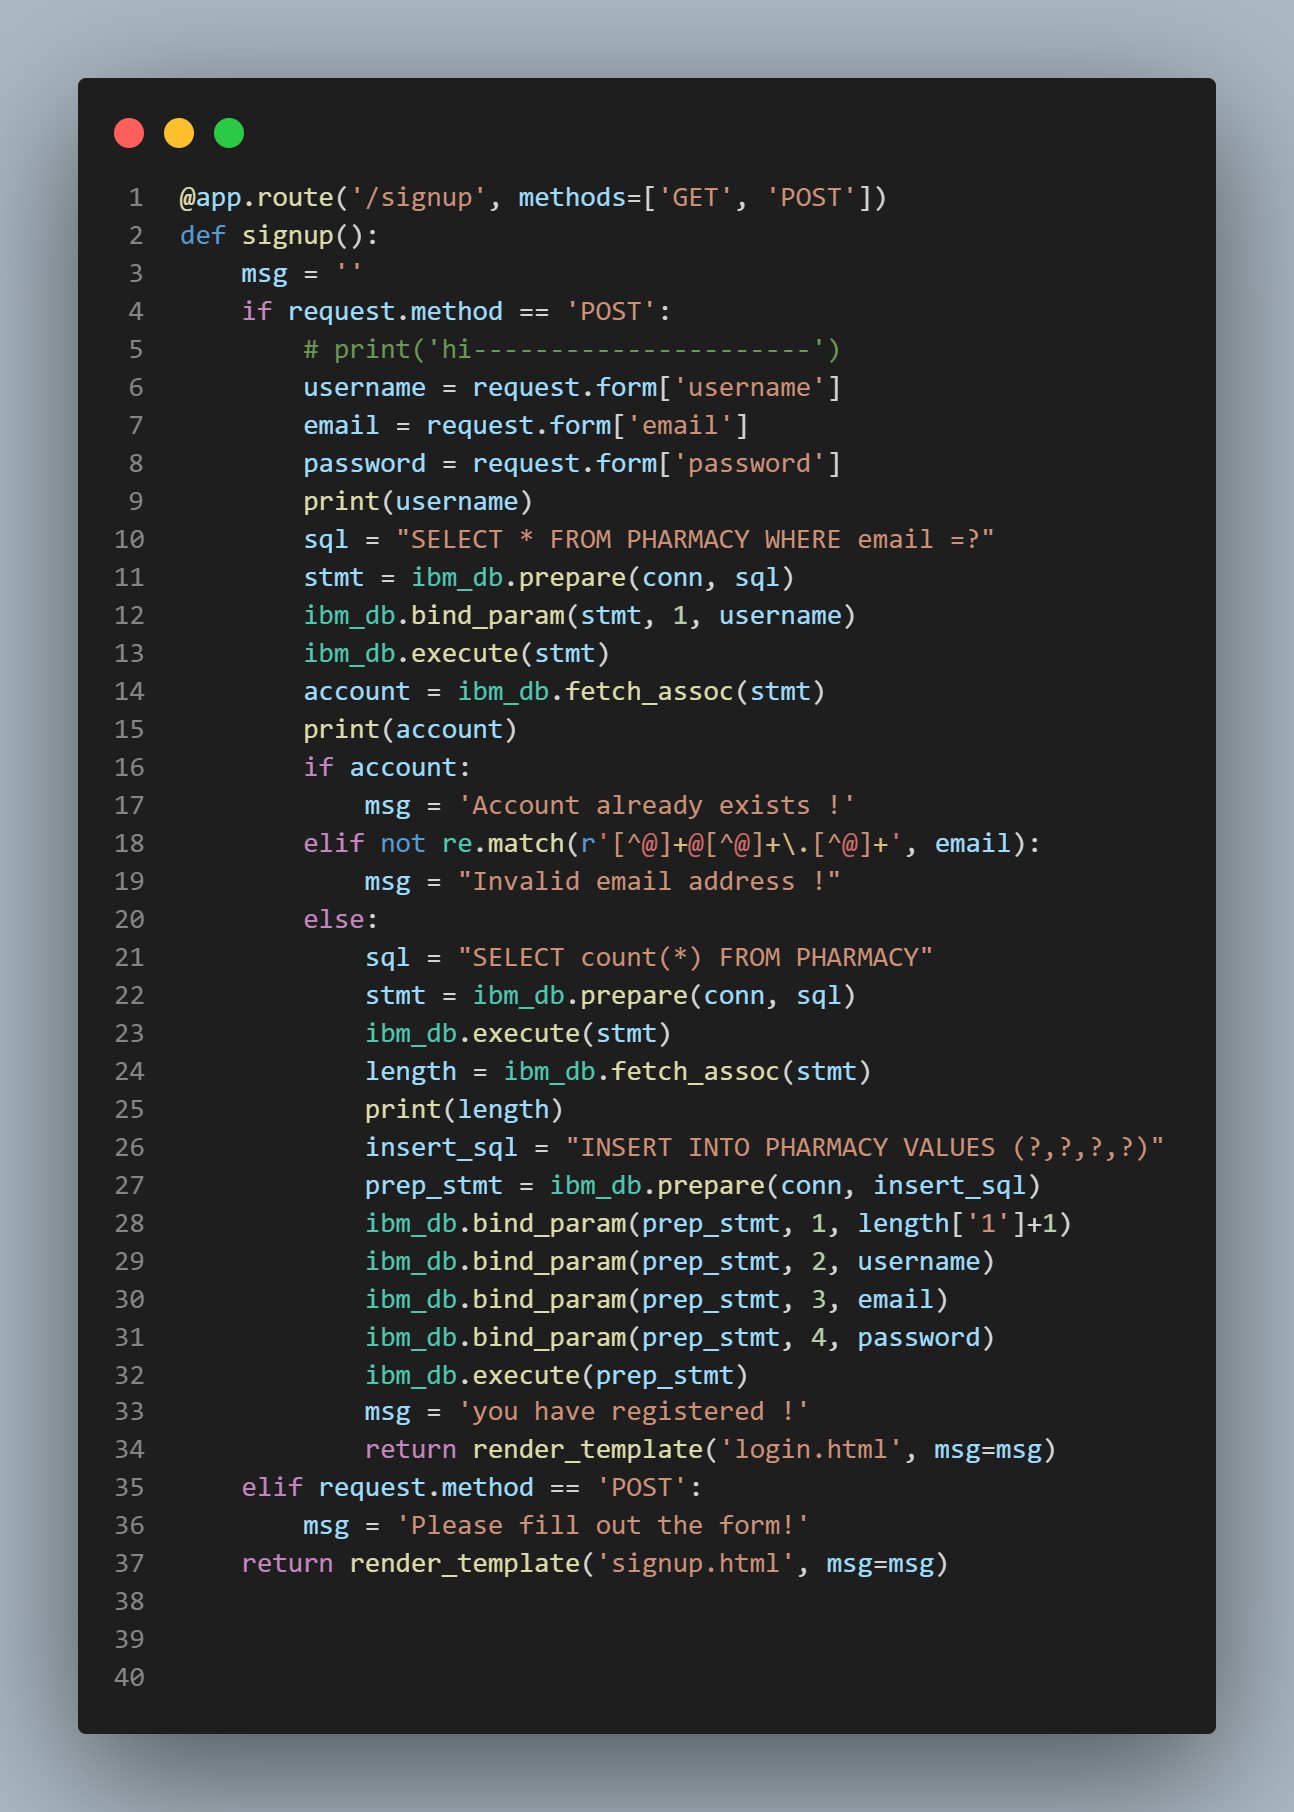 1 @app.route('/signup', methods=['GET', 'POST'])
2 def signup():
3     msg = ''
4     if request.method == 'POST':
5         # print('hi----------------------')
6         username = request.form['username']
7         email = request.form['email']
8         password = request.form['password']
9         print(username)
10         sql = "SELECT * FROM PHARMACY WHERE email =?"
11         stmt = ibm_db.prepare(conn, sql)
12         ibm_db.bind_param(stmt, 1, username)
13         ibm_db.execute(stmt)
14         account = ibm_db.fetch_assoc(stmt)
15         print(account)
16         if account:
17             msg = 'Account already exists !'
18         elif not re.match(r'[^@]+@[^@]+\.[^@]+', email):
19             msg = "Invalid email address !"
20         else:
21             sql = "SELECT count(*) FROM PHARMACY"
22             stmt = ibm_db.prepare(conn, sql)
23             ibm_db.execute(stmt)
24             length = ibm_db.fetch_assoc(stmt)
25             print(length)
26             insert_sql = "INSERT INTO PHARMACY VALUES (?,?,?,?)"
27             prep_stmt = ibm_db.prepare(conn, insert_sql)
28             ibm_db.bind_param(prep_stmt, 1, length['1']+1)
29             ibm_db.bind_param(prep_stmt, 2, username)
30             ibm_db.bind_param(prep_stmt, 3, email)
31             ibm_db.bind_param(prep_stmt, 4, password)
32             ibm_db.execute(prep_stmt)
33             msg = 'you have registered !'
34             return render_template('login.html', msg=msg)
35     elif request.method == 'POST':
36         msg = 'Please fill out the form!'
37     return render_template('signup.html', msg=msg)
38
39
40